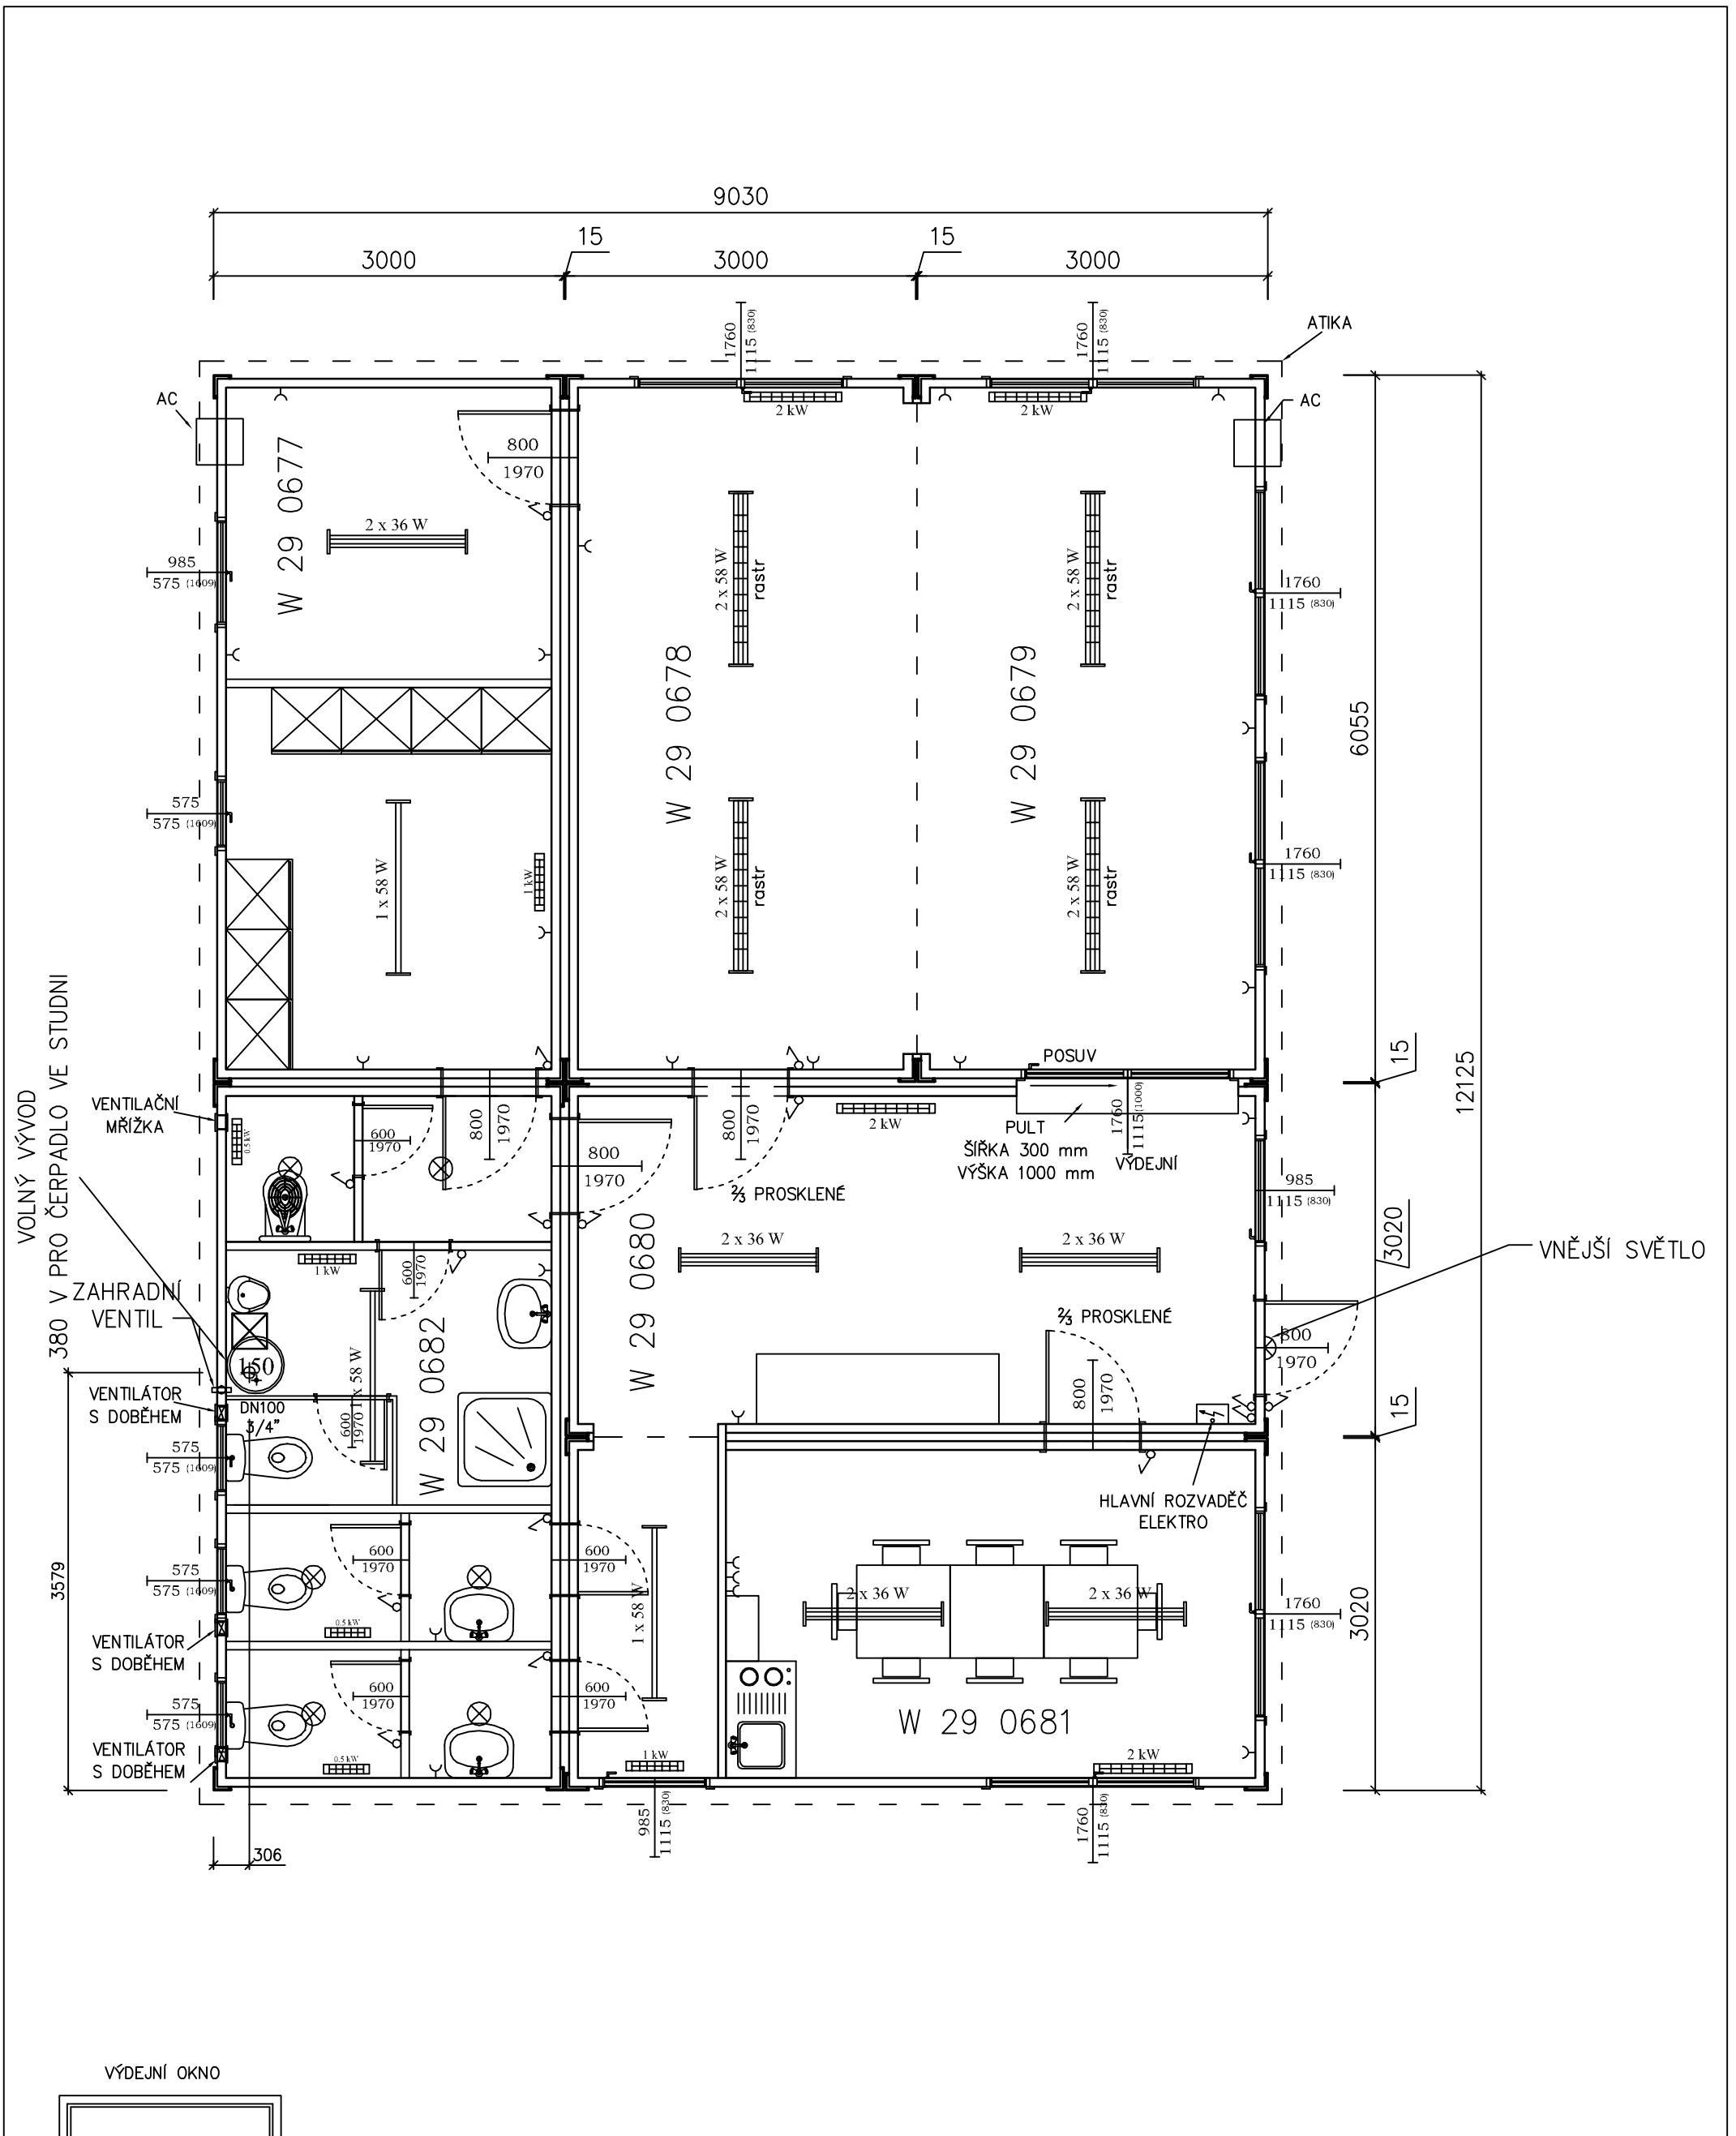 9030
15
15
3000
3000
3000
1760
1115 (830)
1760
1115 (830)
ATIKA
AC
AC
2 kW
2 kW
800
1970
W 29 0677
2 x 36 W
985
575 (1609)
2 x 58 W
rastr
2 x 58 W
rastr
1760
1115 (830)
W 29 0678
W 29 0679
6055
575
575 (1609)
1 x 58 W
1 kW
2 x 58 W
rastr
2 x 58 W
rastr
1760
1115 (830)
VOLNÝ VÝVOD
380 V PRO ČERPADLO VE STUDNI
POSUV
15
12125
VENTILAČNÍ
MŘÍŽKA
0.5 kW
600
1970
800
1970
800
1970
800
1970
2 kW
PULT
ŠÍŘKA 300 mm
VÝŠKA 1000 mm
1760
1115 (1000)
VÝDEJNÍ
⅔ PROSKLENÉ
985
1115 (830)
3020
W 29 0680
2 x 36 W
2 x 36 W
VNĚJŠÍ SVĚTLO
1 kW
600
1970
ZAHRADNÍ
VENTIL
⅔ PROSKLENÉ
800
1970
150
1 x 58 W
W 29 0682
800
1970
15
VENTILÁTOR
S DOBĚHEM
DN100
3/4"
600
1970
575
575 (1609)
HLAVNÍ ROZVADĚČ
ELEKTRO
3579
600
1970
600
1970
575
575 (1609)
1 x 58 W
2 x 36 W
2 x 36 W
1760
1115 (830)
3020
0.5 kW
VENTILÁTOR
S DOBĚHEM
600
1970
600
1970
575
575 (1609)
W 29 0681
VENTILÁTOR
S DOBĚHEM
0.5 kW
1 kW
2 kW
985
1115 (830)
1760
1115 (830)
306
VÝDEJNÍ OKNO